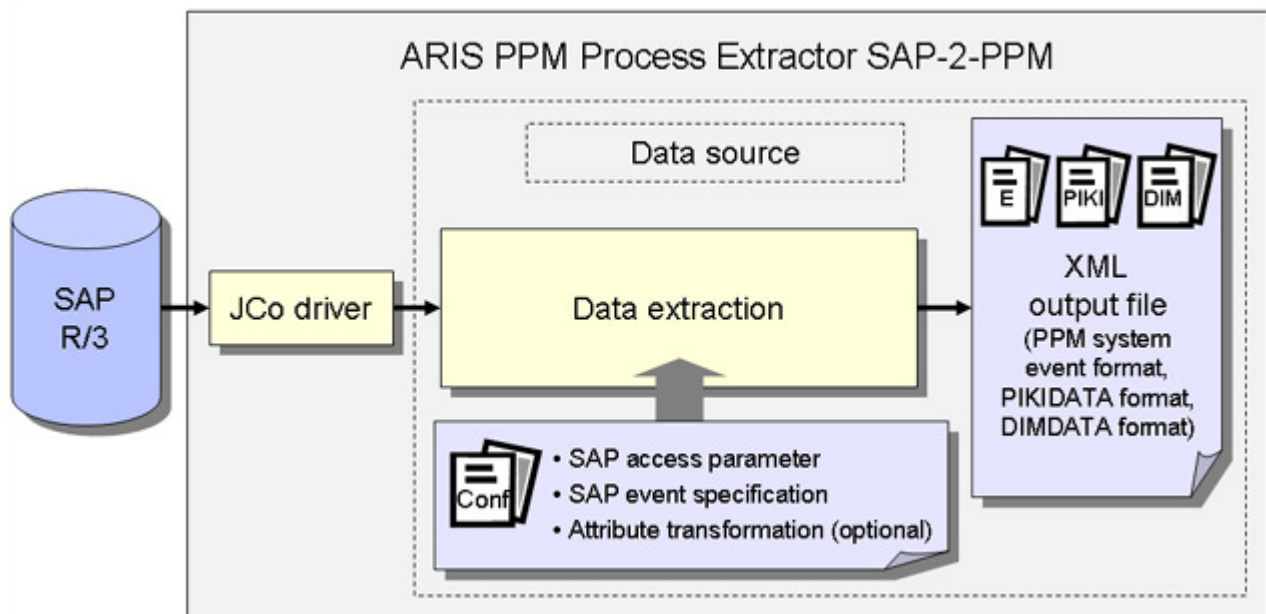 ARIS PPM Process Extractor SAP-2-PPM
Data source
SAP
R/3
JCo driver
Data extraction
E
PIKI
DIM
XML
output file
(PPM system
event format,
PIKIDATA format,
DIMDATA format)
Conf
• SAP access parameter
• SAP event specification
• Attribute transformation (optional)